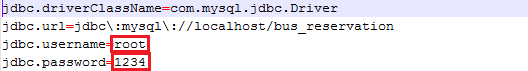 jdbc.driverClassName=com.mysql.jdbc.Driver
jdbc.url=jdbc\:mysql\://localhost/bus_reservation
jdbc.username=root
jdbc.password=1234